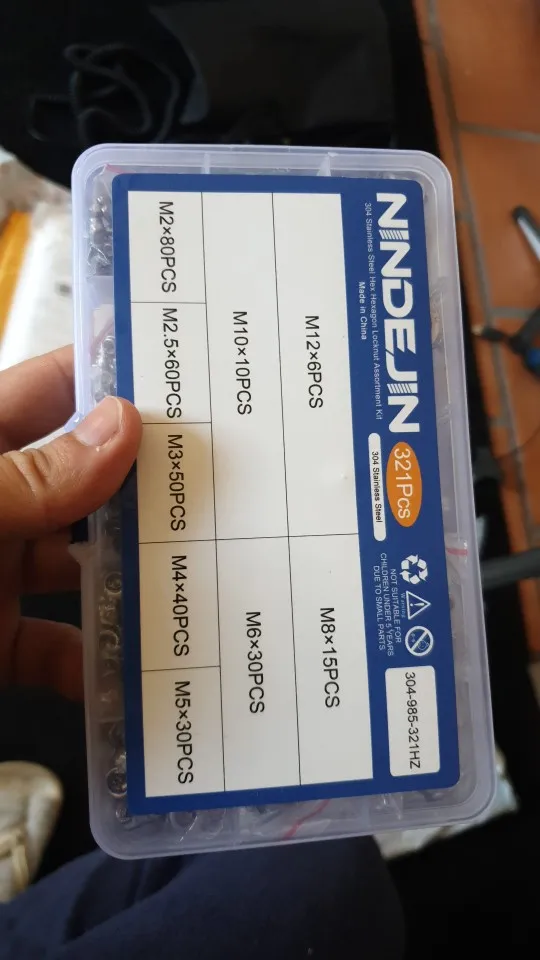 NINDEJIN
321Pcs
304 Stainless Steel Hex Hexagon Locknut Assortment Kit
Made in China
304 Stainless Steel
Warning
NOT SUITABLE FOR
CHILDREN UNDER 5 YEARS
DUE TO SMALL PARTS
304-985-321HZ
M12×6PCS
M8×15PCS
M10×10PCS
M6×30PCS
M2×80PCS
M2.5×60PCS
M3×50PCS
M4×40PCS
M5×30PCS